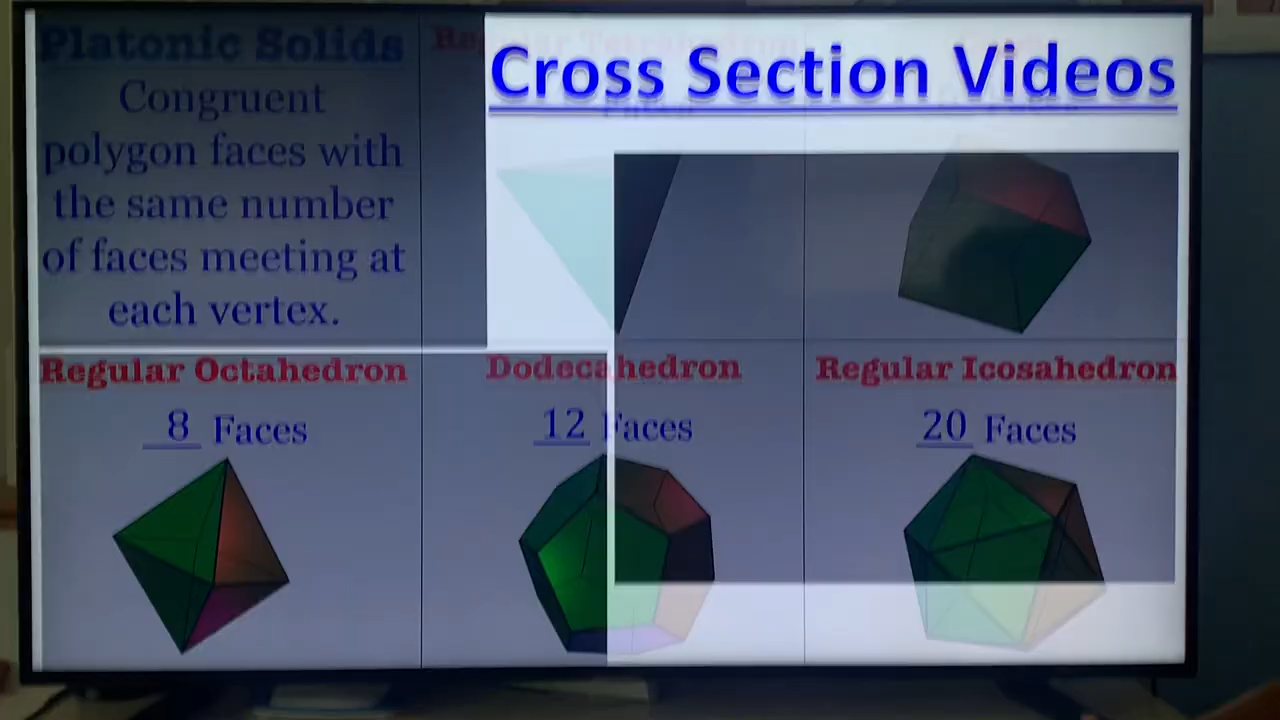 Platonic Solids
Congruent
polygon faces with
the same number
of faces meeting at
each vertex.
Cross Section Videos
Regular Octahedron
8 Faces
Dodecahedron
12 Faces
Regular Icosahedron
20 Faces